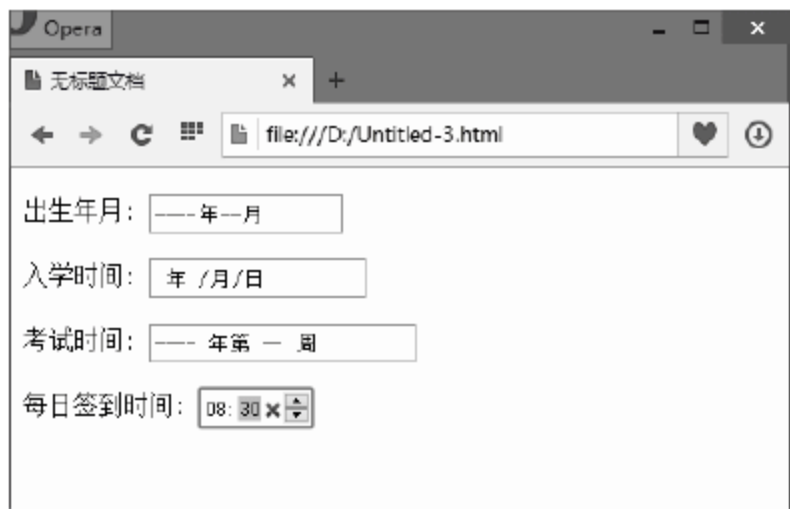 Opera
无标题文档
file:///D:/Untitled-3.html
出生年月: ----年--月
入学时间: 年 /月/日
考试时间: ---- 年第 -- 周
每日签到时间: 08:30